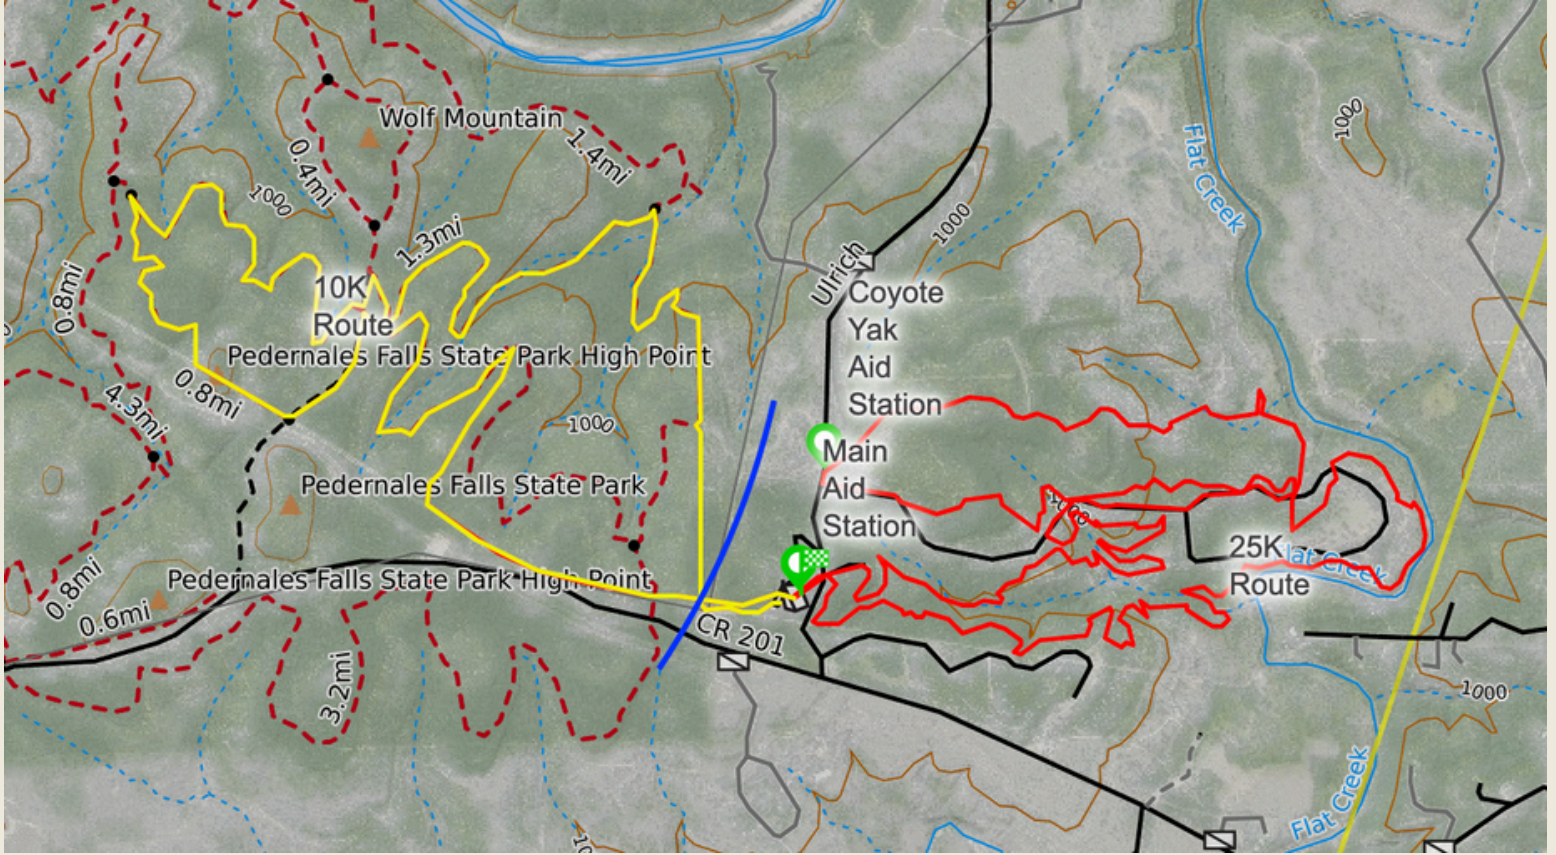 Wolf Mountain
1.4mi
0.4mi
1000
1.3mi
0.8mi
10K
Route
Pedernales Falls State Park High Point
0.8mi
4.3mi
1000
Pedernales Falls State Park
Pedernales Falls State Park High Point
0.8mi
0.6mi
3.2mi
CR 201
Ulrich
1000
Coyote
Yak
Aid
Station
Main
Aid
Station
1000
Flat Creek
1000
25K
Route
Flat Creek
1000
Flat Creek